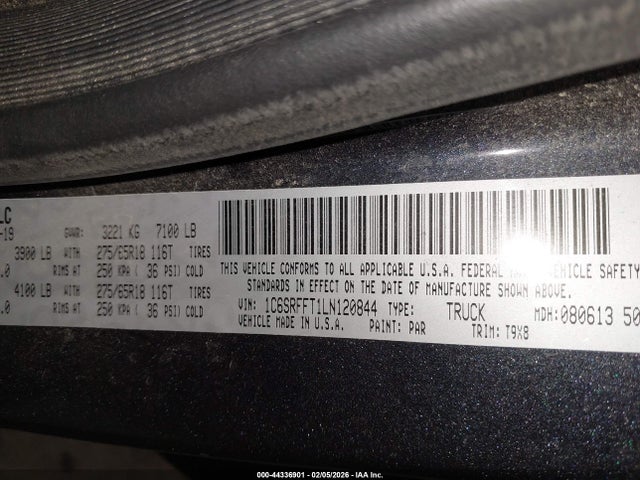 LC
-19 GVWR: 3221 KG 7100 LB
3900 LB WITH 275/65R18 116T TIRES
.0 RIMS AT 250 KPA ( 36 PSI) COLD
4100 LB WITH 275/65R18 116T TIRES
.0 RIMS AT 250 KPA ( 36 PSI) COLD
THIS VEHICLE CONFORMS TO ALL APPLICABLE U.S.A. FEDERAL VEHICLE SAFETY
STANDARDS IN EFFECT ON THE DATE OF MANUFACTURE SHOWN ABOVE.
VIN: 1C6SRFFT1LN120844 TYPE: TRUCK MDH: 080613 50
VEHICLE MADE IN U.S.A. PAINT: PAR TRIM: T9X8
000-44336901 - 02/05/2026 - IAA Inc.